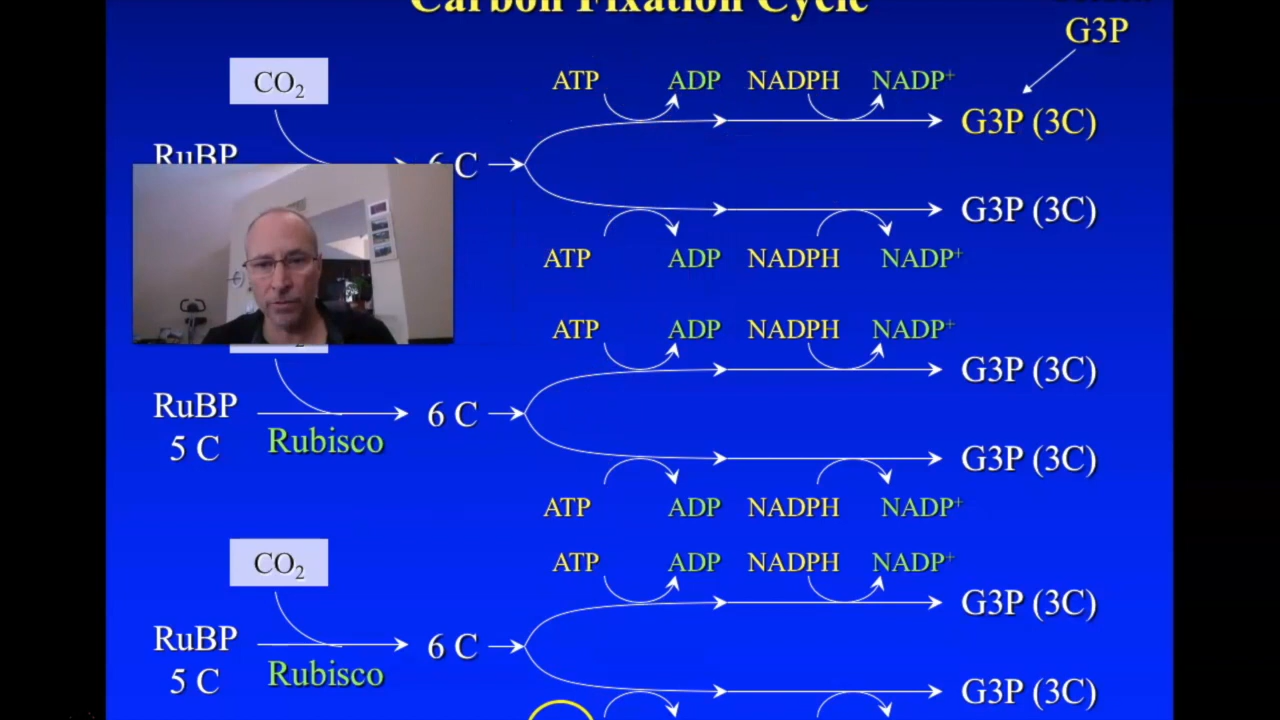 Carbon Fixation Cycle
G3P
CO₂ ATP ADP NADPH NADP⁺
G3P (3C)
RuBP 6 C
G3P (3C)
ATP ADP NADPH NADP⁺
ATP ADP NADPH NADP⁺
G3P (3C)
RuBP 6 C
5 C Rubisco
G3P (3C)
ATP ADP NADPH NADP⁺
CO₂ ATP ADP NADPH NADP⁺
G3P (3C)
RuBP 6 C
5 C Rubisco
G3P (3C)